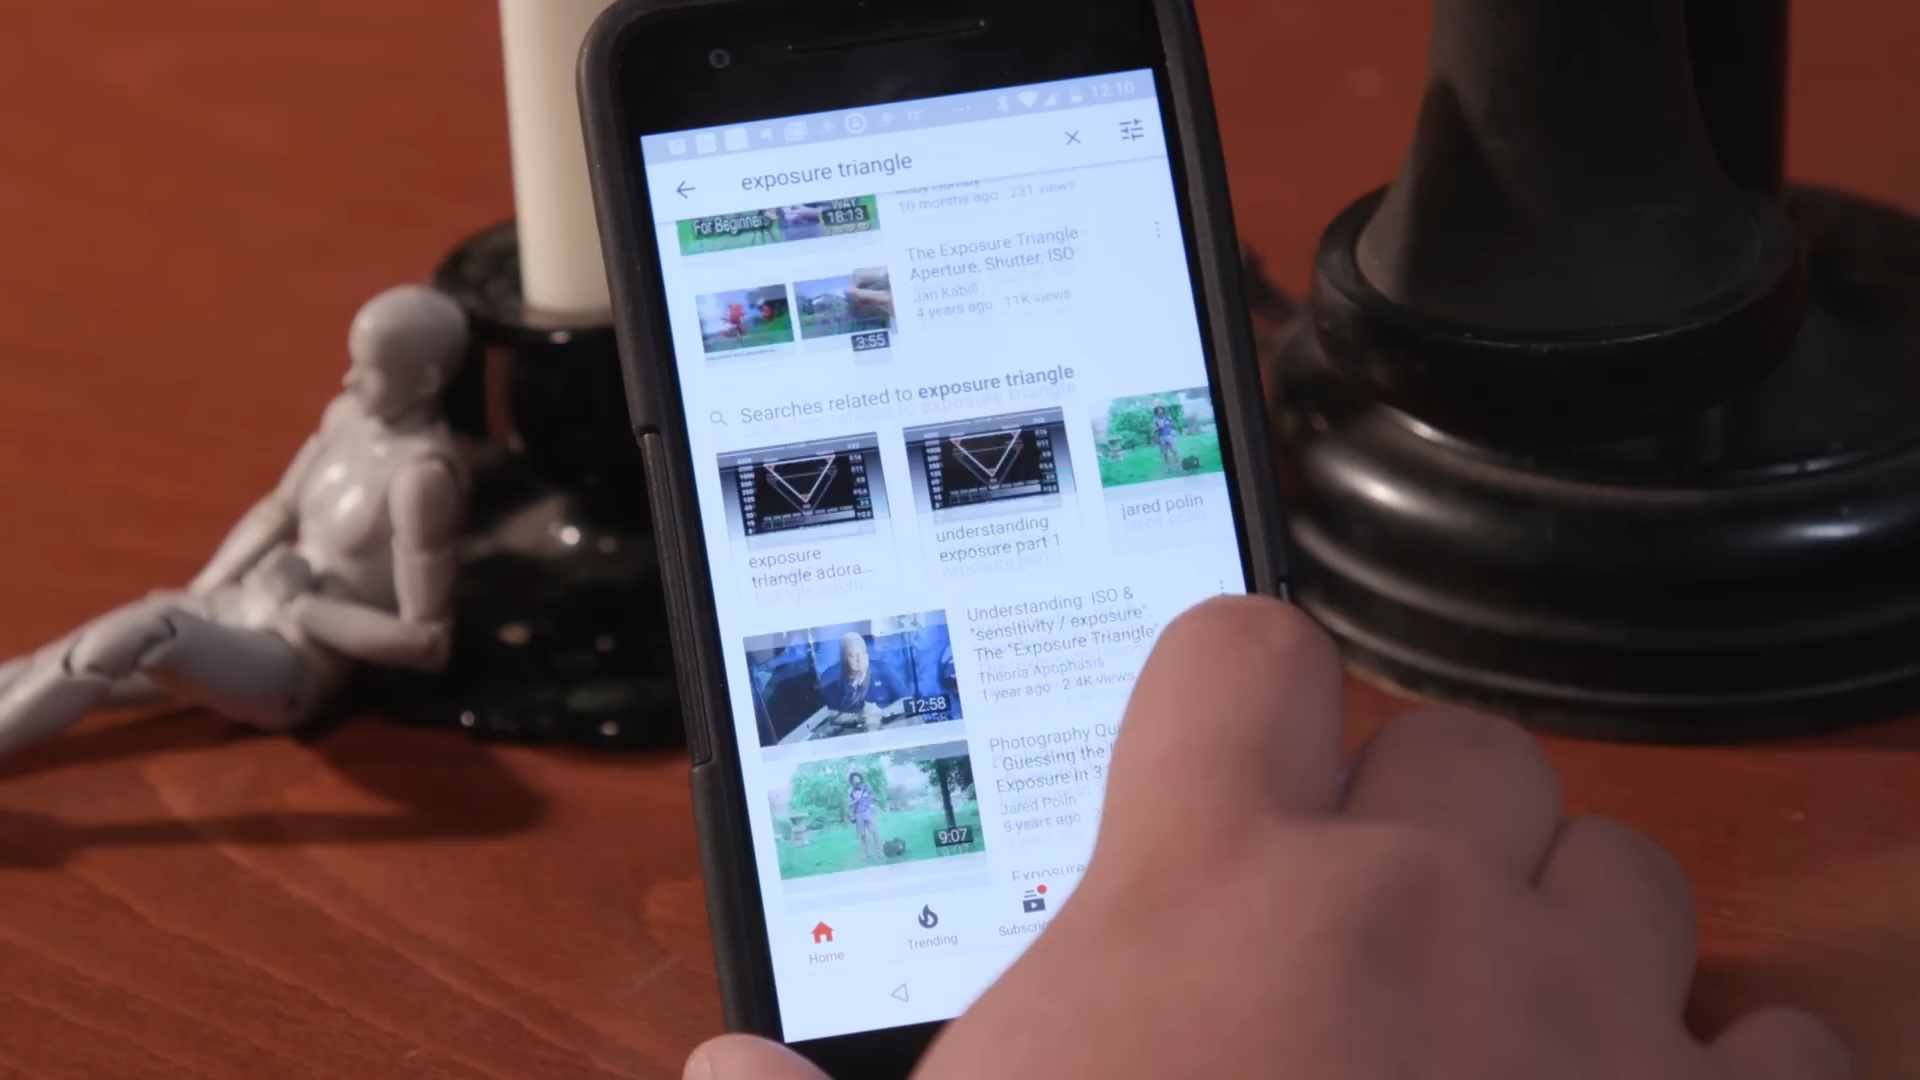 12:10
exposure triangle
For Beginners
WAY
18:13
10 months ago 231 views
The Exposure Triangle
Aperture, Shutter, ISO
4 years ago 11K views
3:55
Searches related to exposure triangle
exposure
triangle adora...
understanding
exposure part 1
jared polin
Understanding: ISO &
"sensitivity / exposure".
The "Exposure Triangle"
Theoria Apophasis
1 year ago · 2.4K views
12:58
Photography Qu
Guessing the
Exposure in 3
Jared Polin
5 years ago
9:07
Exposure
Home
Trending
Subscrip